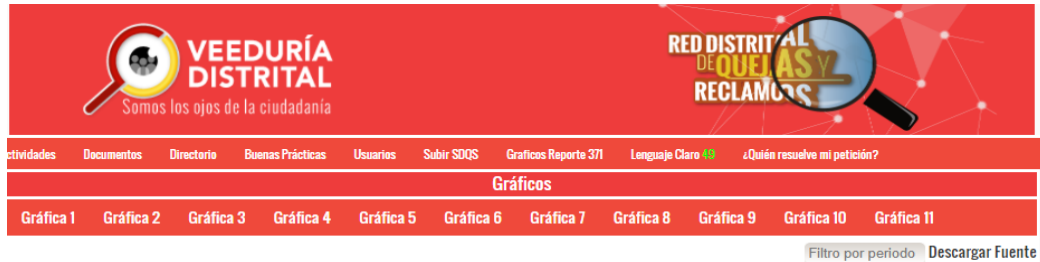 VEEDURÍA
DISTRITAL
Somos los ojos de la ciudadanía
RED DISTRITAL
DE QUEJAS Y
RECLAMOS
ctividades Documentos Directorio Buenas Prácticas Usuarios Subir SDQS Graficos Reporte 371 Lenguaje Claro 49 ¿Quién resuelve mi petición?
Gráficos
Gráfica 1 Gráfica 2 Gráfica 3 Gráfica 4 Gráfica 5 Gráfica 6 Gráfica 7 Gráfica 8 Gráfica 9 Gráfica 10 Gráfica 11
Filtro por periodo Descargar Fuente